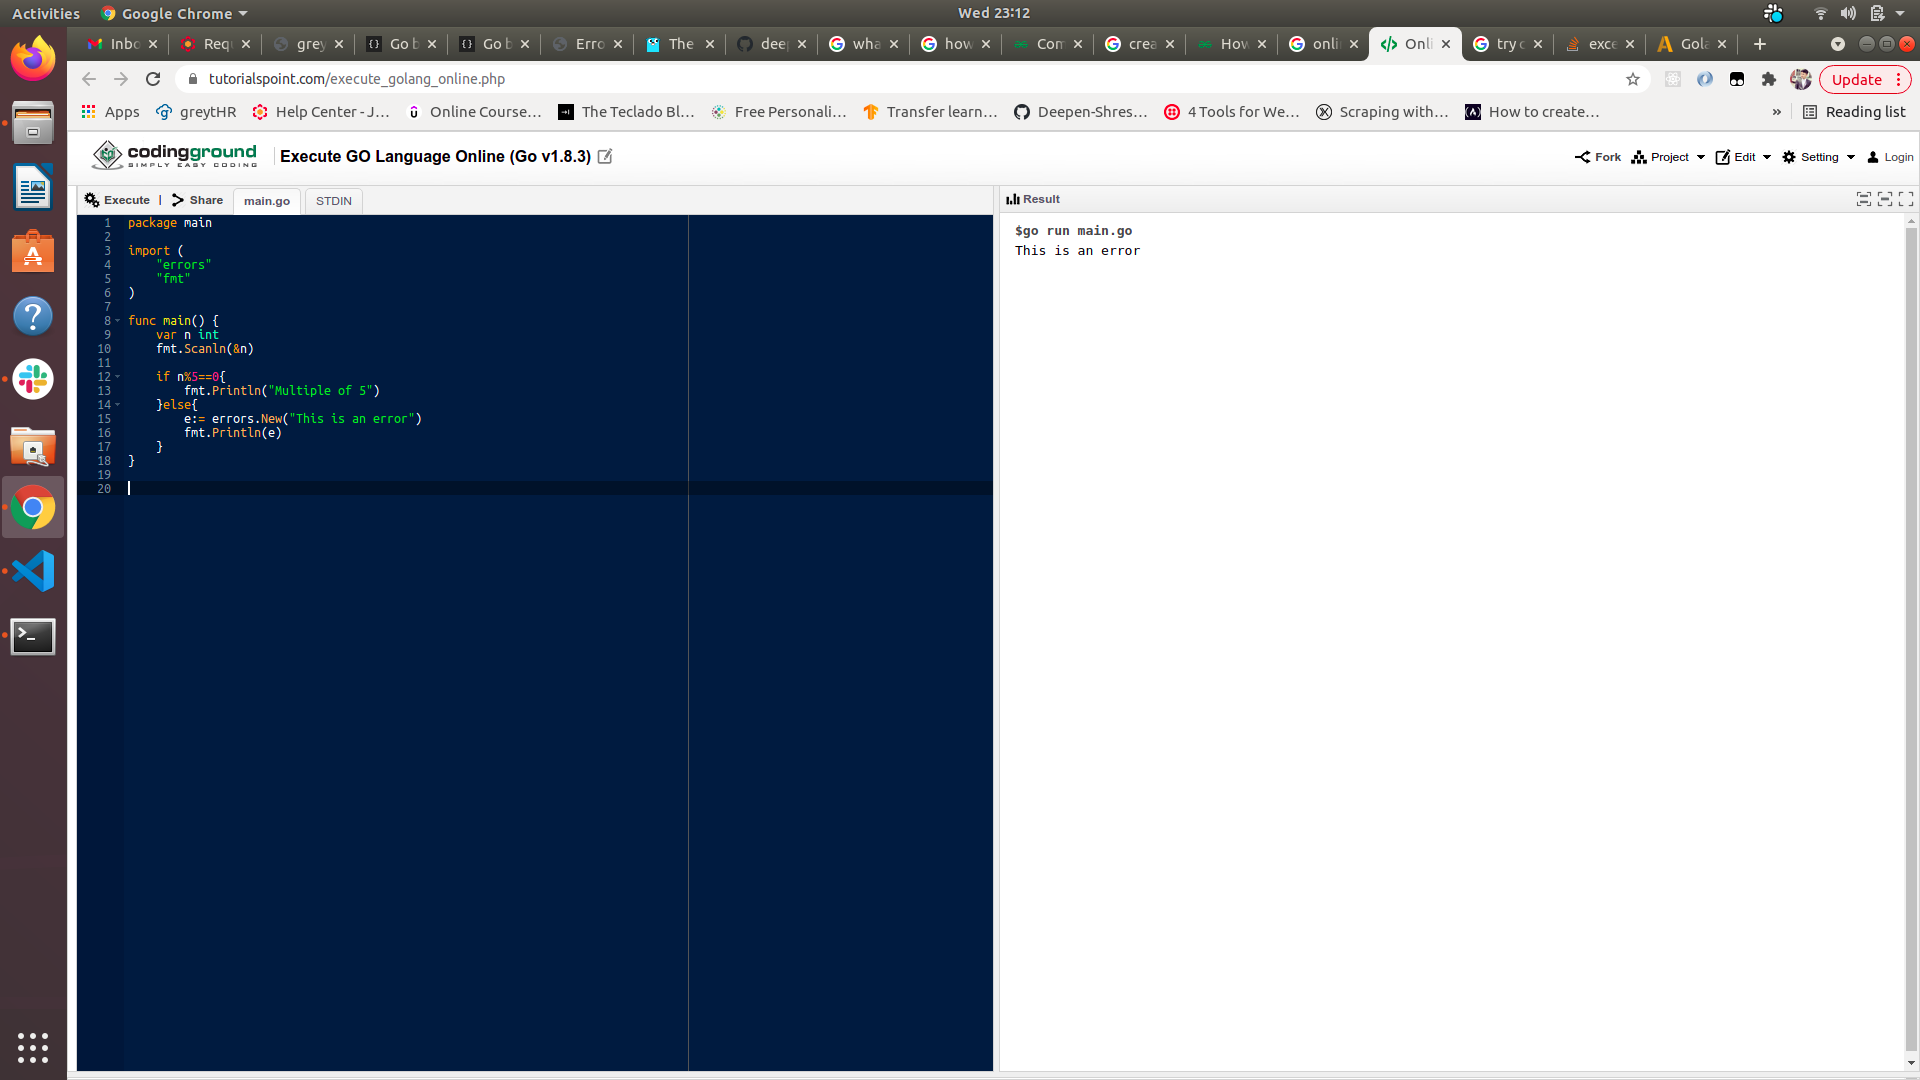 Activities Google Chrome Wed 23:12
Inbo Req grey Go b Go b Erro The deep wha how Com crea How onlin Onli try c exce Gola
tutorialspoint.com/execute_golang_online.php Update
Apps greytHR Help Center - J… Online Course… The Teclado Bl… Free Personali… Transfer learn… Deepen-Shres… 4 Tools for We… Scraping with… How to create… » Reading list
codingground
SIMPLY EASY CODING
Execute GO Language Online (Go v1.8.3) Fork Project Edit Setting Login
Execute | Share main.go STDIN
1 package main
2
3 import (
4 "errors"
5 "fmt"
6 )
7
8 func main() {
9 var n int
10 fmt.Scanln(&n)
11
12 if n%5==0{
13 fmt.Println("Multiple of 5")
14 }else{
15 e:= errors.New("This is an error")
16 fmt.Println(e)
17 }
18 }
19
20
Result
$go run main.go
This is an error